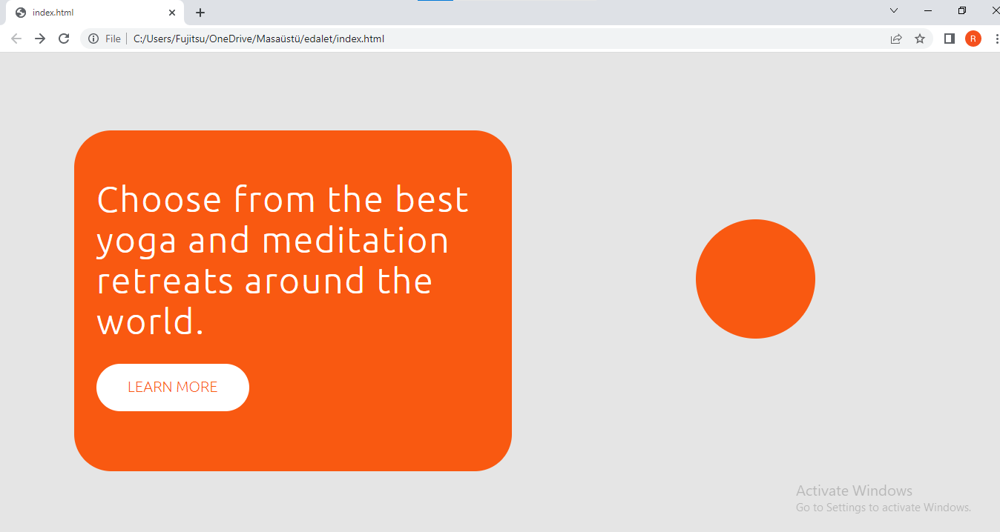 index.html
File
C:/Users/Fujitsu/OneDrive/Masaüstü/edalet/index.html
R
Choose from the best
yoga and meditation
retreats around the
world.
LEARN MORE
Activate Windows
Go to Settings to activate Windows.